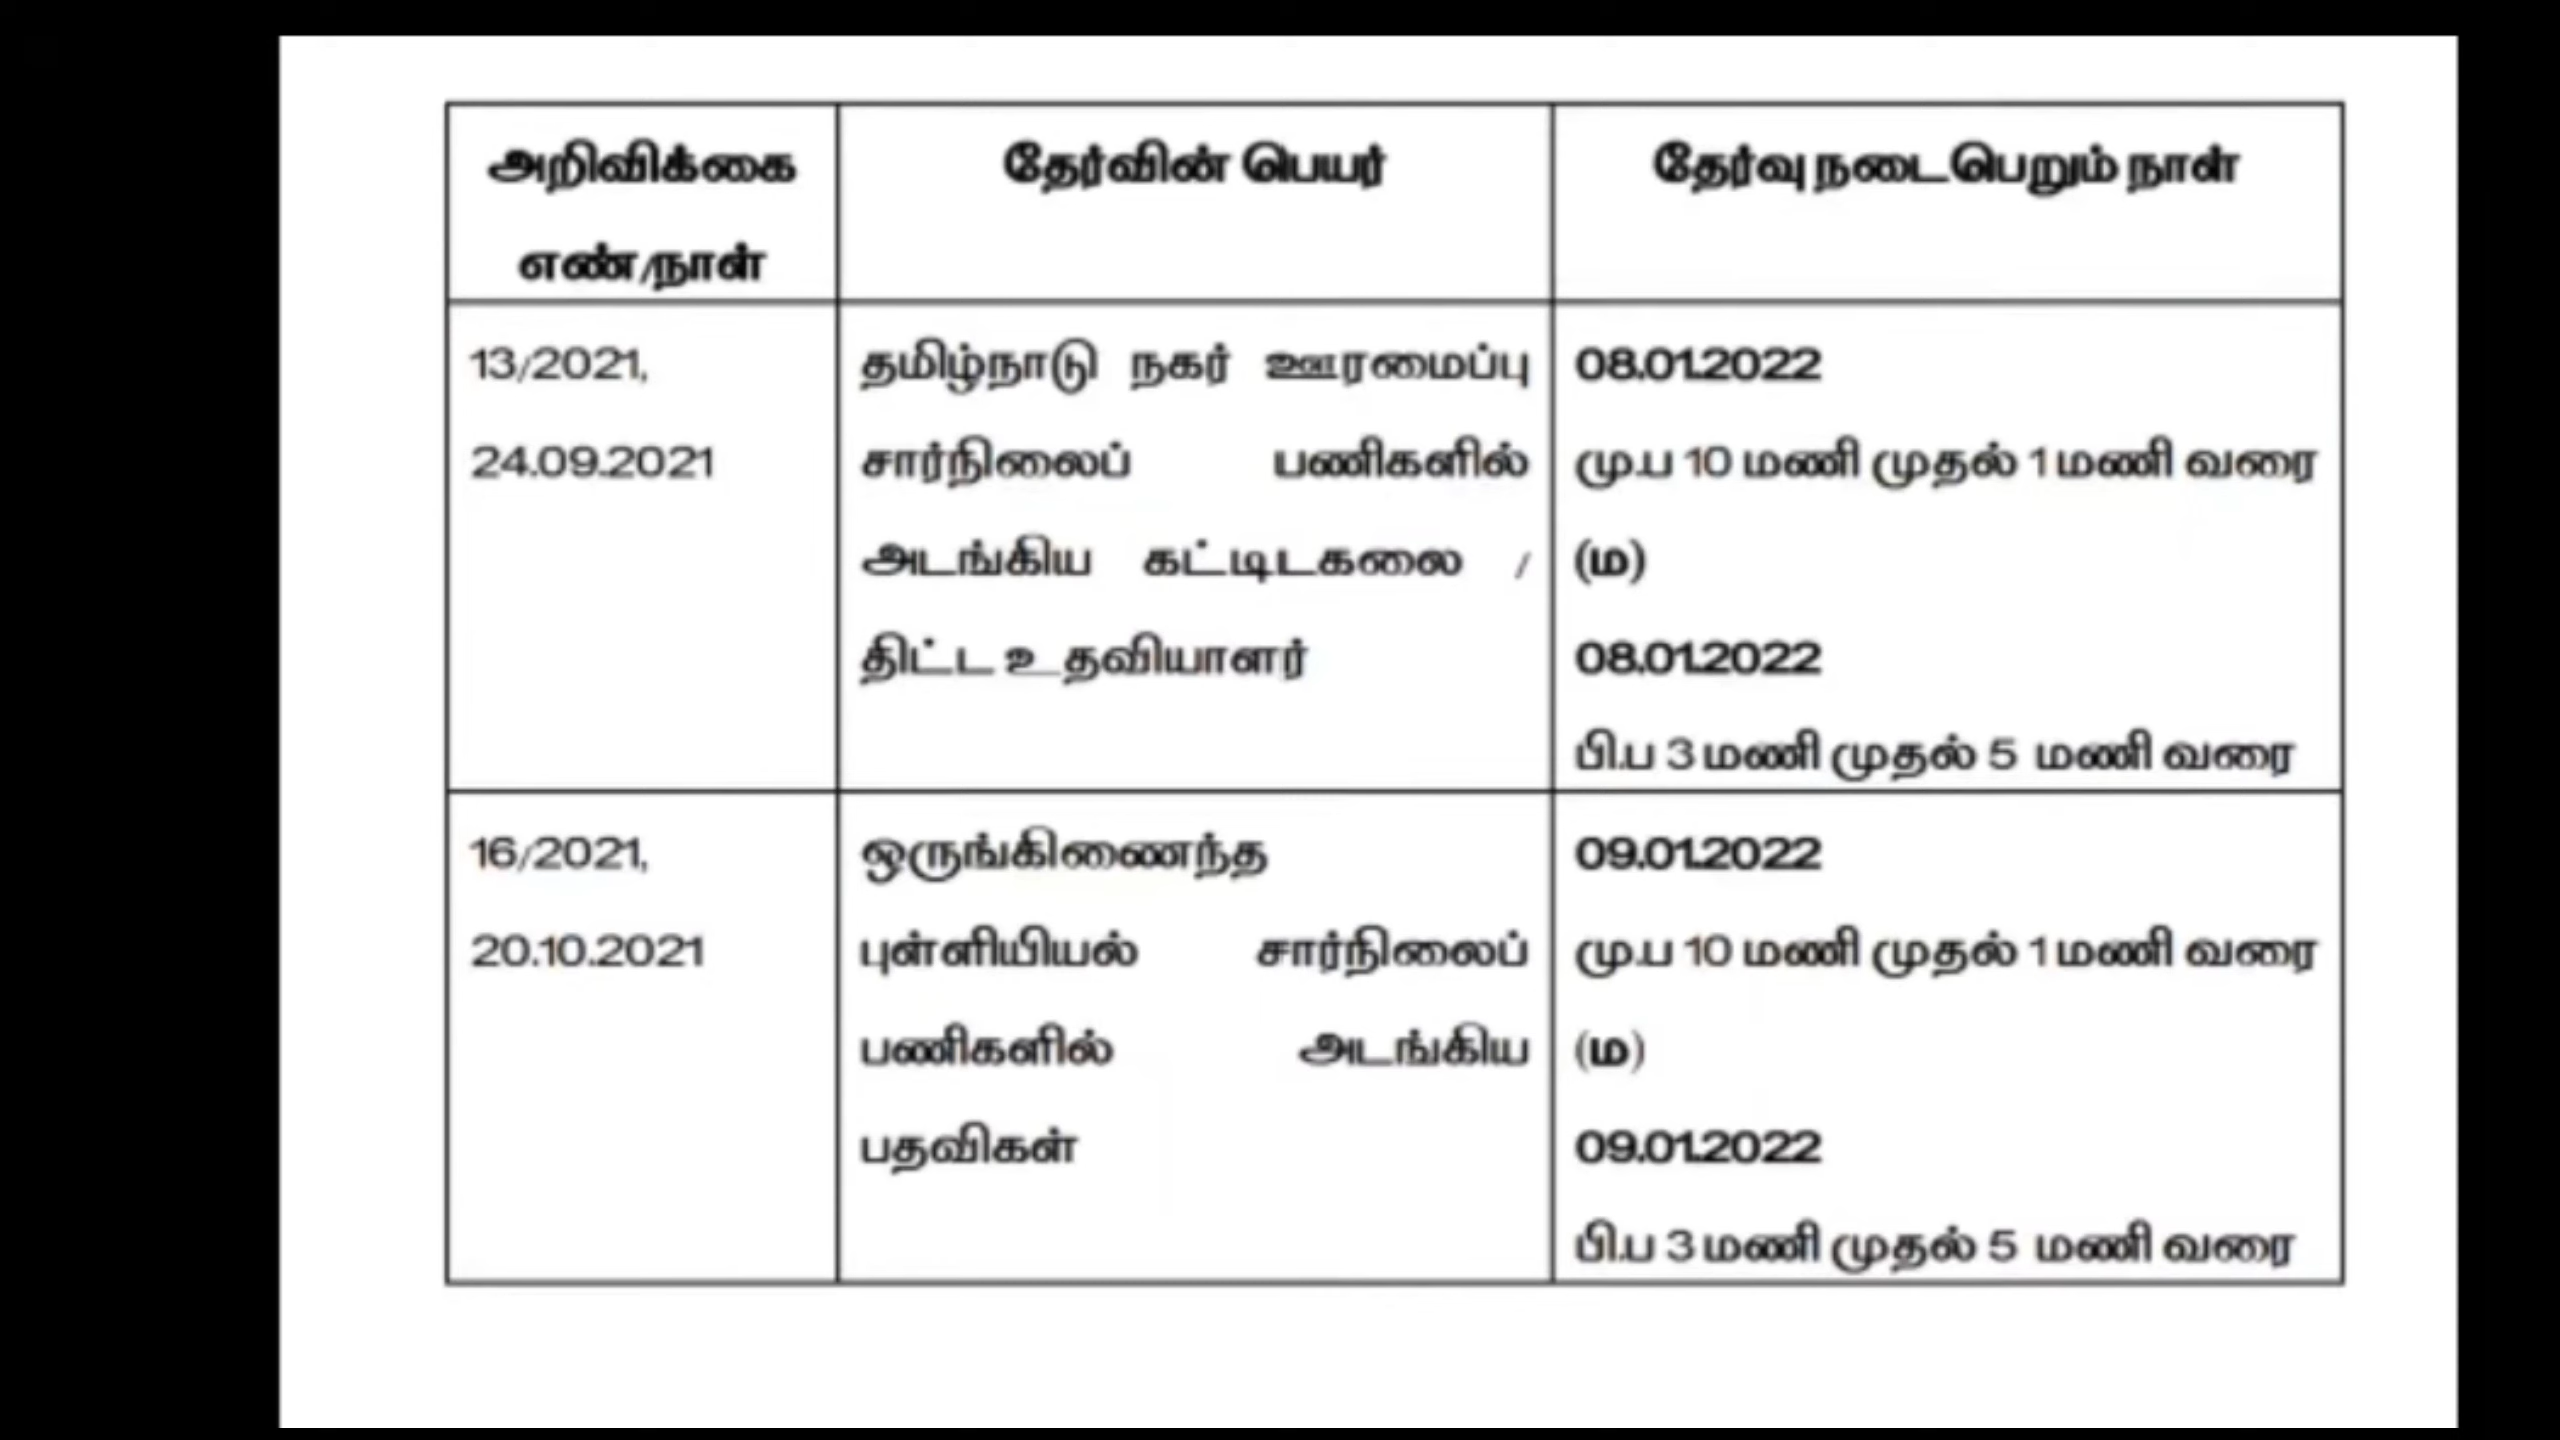 அறிவிக்கை
எண்/நாள்
தேர்வின் பெயர்
தேர்வு நடைபெறும் நாள்
13/2021,
24.09.2021
தமிழ்நாடு நகர் ஊரமைப்பு
சார்நிலைப் பணிகளில்
அடங்கிய கட்டிடகலை /
திட்ட உதவியாளர்
08.01.2022
மு.ப 10 மணி முதல் 1 மணி வரை
(ம)
08.01.2022
பி.ப 3 மணி முதல் 5 மணி வரை
16/2021,
20.10.2021
ஒருங்கிணைந்த
புள்ளியியல் சார்நிலைப்
பணிகளில் அடங்கிய
பதவிகள்
09.01.2022
மு.ப 10 மணி முதல் 1 மணி வரை
(ம)
09.01.2022
பி.ப 3 மணி முதல் 5 மணி வரை